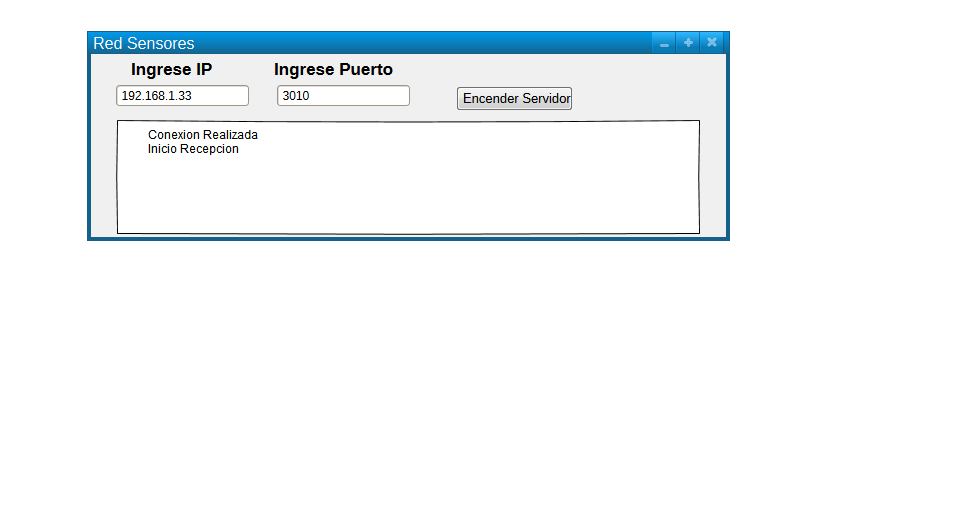 Red Sensores
Ingrese IP
Ingrese Puerto
192.168.1.33
3010
Encender Servidor
Conexion Realizada
Inicio Recepcion